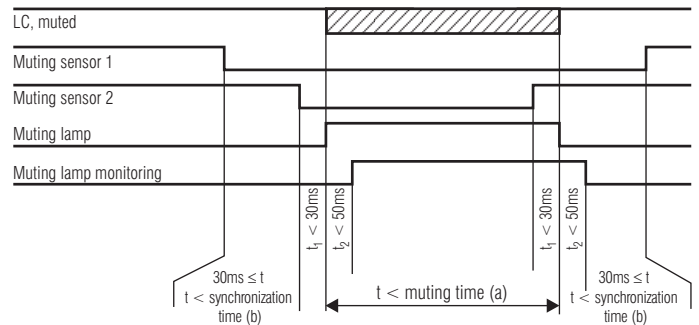 LC, muted
Muting sensor 1
Muting sensor 2
Muting lamp
Muting lamp monitoring
t1 < 30ms
t2 < 50ms
t1 < 30ms
t2 < 50ms
30ms ≤ t
t < synchronization
time (b)
t < muting time (a)
30ms ≤ t
t < synchronization
time (b)